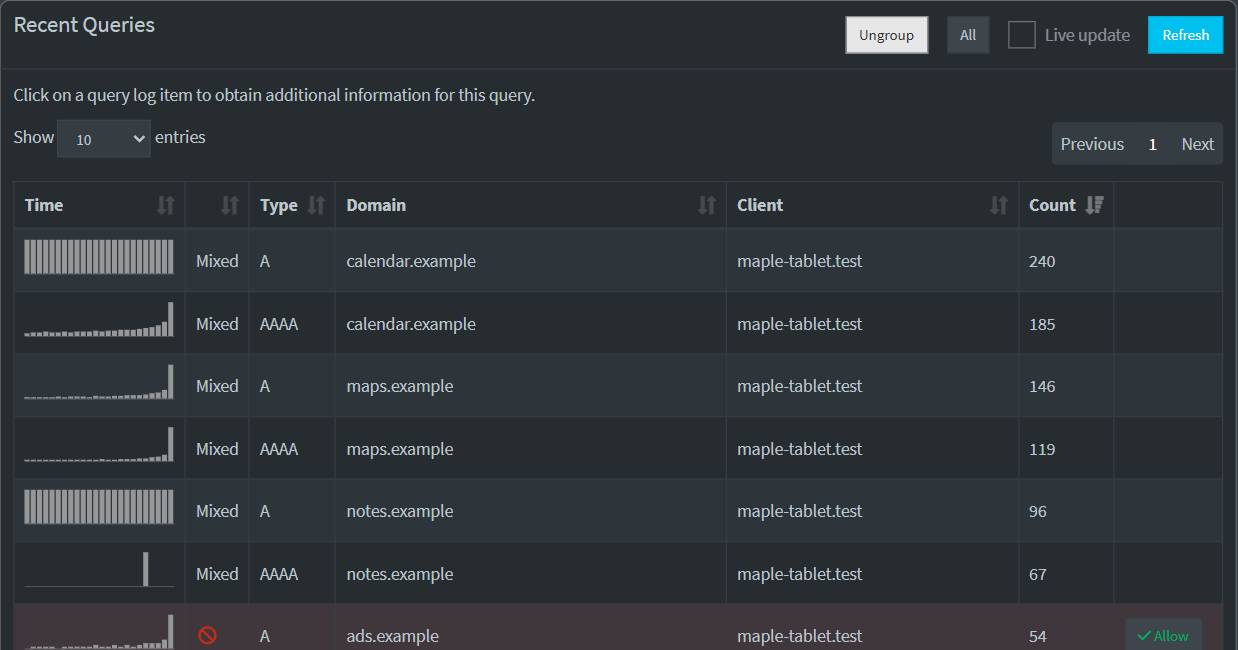 Recent Queries
Ungroup All Live update Refresh
Click on a query log item to obtain additional information for this query.
Show 10 entries
Previous 1 Next
Time Type Domain Client Count
Mixed A calendar.example maple-tablet.test 240
Mixed AAAA calendar.example maple-tablet.test 185
Mixed A maps.example maple-tablet.test 146
Mixed AAAA maps.example maple-tablet.test 119
Mixed A notes.example maple-tablet.test 96
Mixed AAAA notes.example maple-tablet.test 67
A ads.example maple-tablet.test 54 Allow